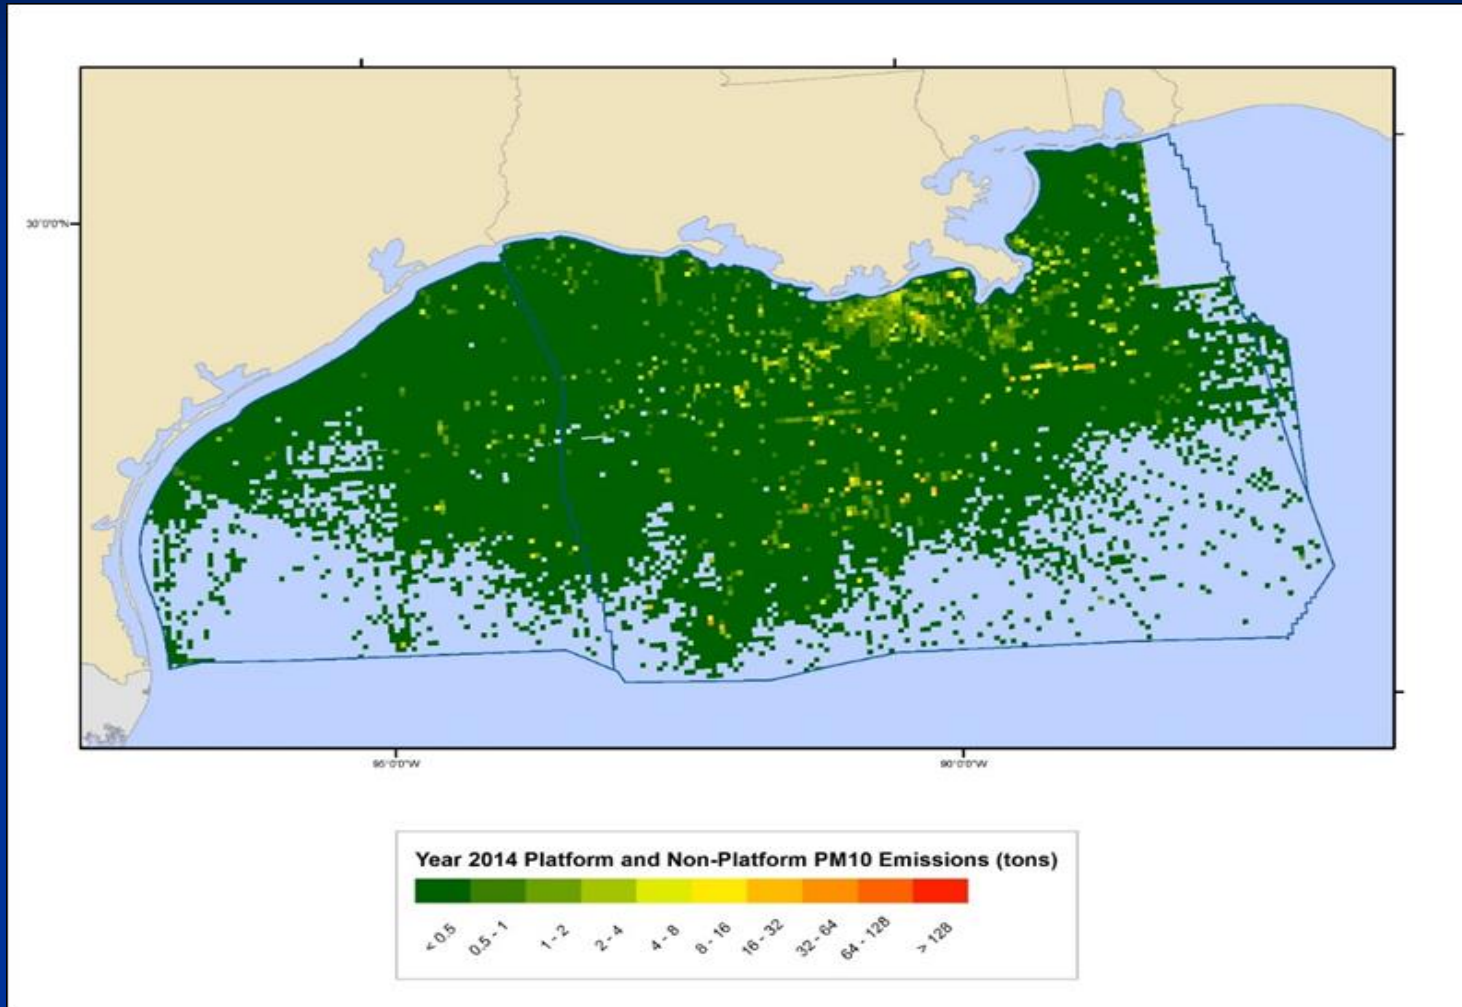 30°0'0"N
95°0'0"W
90°0'0"W
Year 2014 Platform and Non-Platform PM10 Emissions (tons)
< 0.5
0.5 - 1
1 - 2
2 - 4
4 - 8
8 - 16
16 - 32
32 - 64
64 - 128
> 128